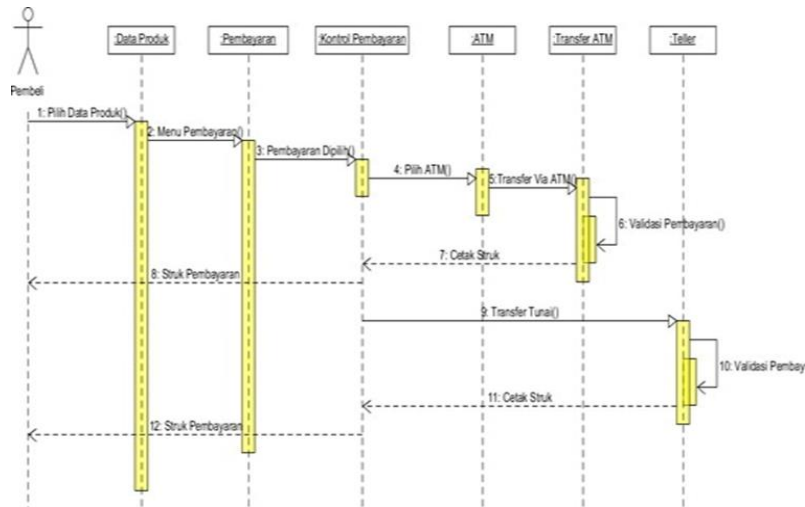 :Data Produk
:Pembayaran
:Kontrol Pembayaran
:ATM
:Transfer ATM
:Teller
Pembeli
1: Pilih Data Produk()
2: Menu Pembayaran()
3: Pembayaran Dipilih()
4: Pilih ATM()
5:Transfer Via ATM()
6: Validasi Pembayaran()
7: Cetak Struk
8: Struk Pembayaran
9: Transfer Tunai()
10: Validasi Pembay
11: Cetak Struk
12: Struk Pembayaran